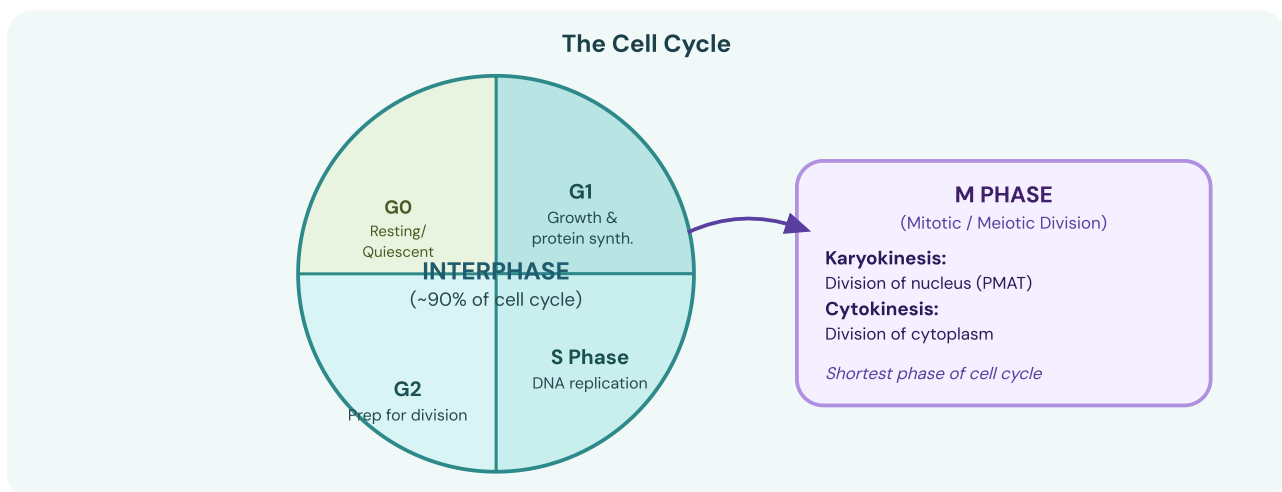 The Cell Cycle
G0
Resting/
Quiescent
G1
Growth &
protein synth.
INTERPHASE
(~90% of cell cycle)
G2
Prep for division
S Phase
DNA replication
M PHASE
(Mitotic / Meiotic Division)
Karyokinesis:
Division of nucleus (PMAT)
Cytokinesis:
Division of cytoplasm
Shortest phase of cell cycle